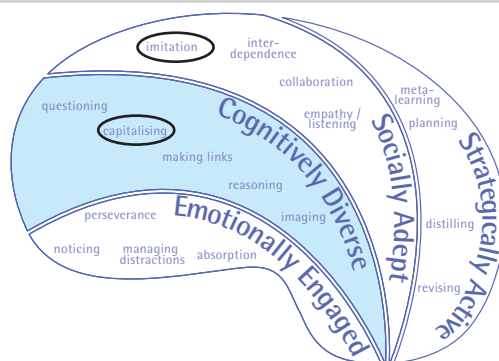 imitation
inter-
dependence
collaboration
empathy /
listening
Socially Adept
meta-
learning
planning
distilling
revising
Strategically Active
questioning
capitalising
making links
reasoning
imaging
Cognitively Diverse
perseverance
noticing
managing
distractions
absorption
Emotionally Engaged